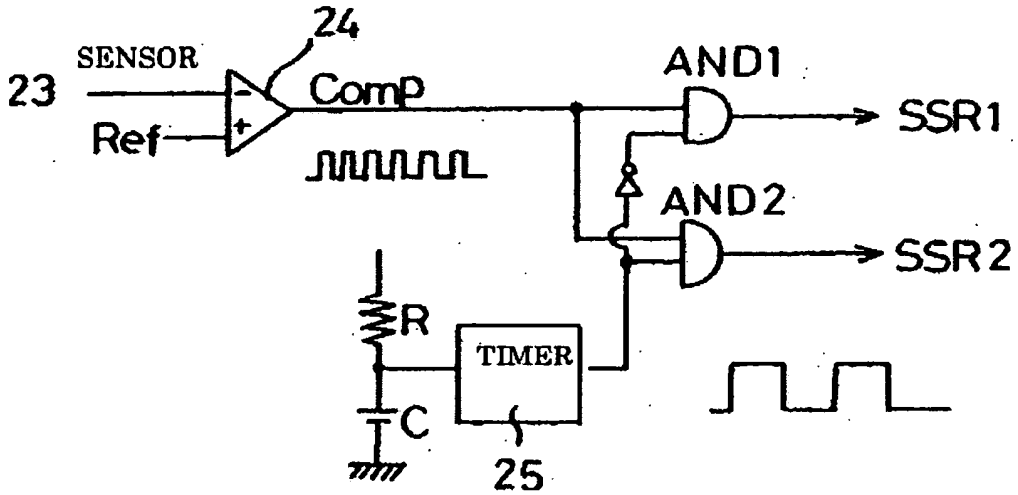 24
SENSOR
AND1
23
-
Comp
SSR1
Ref
+
AND2
SSR2
R
TIMER
C
25